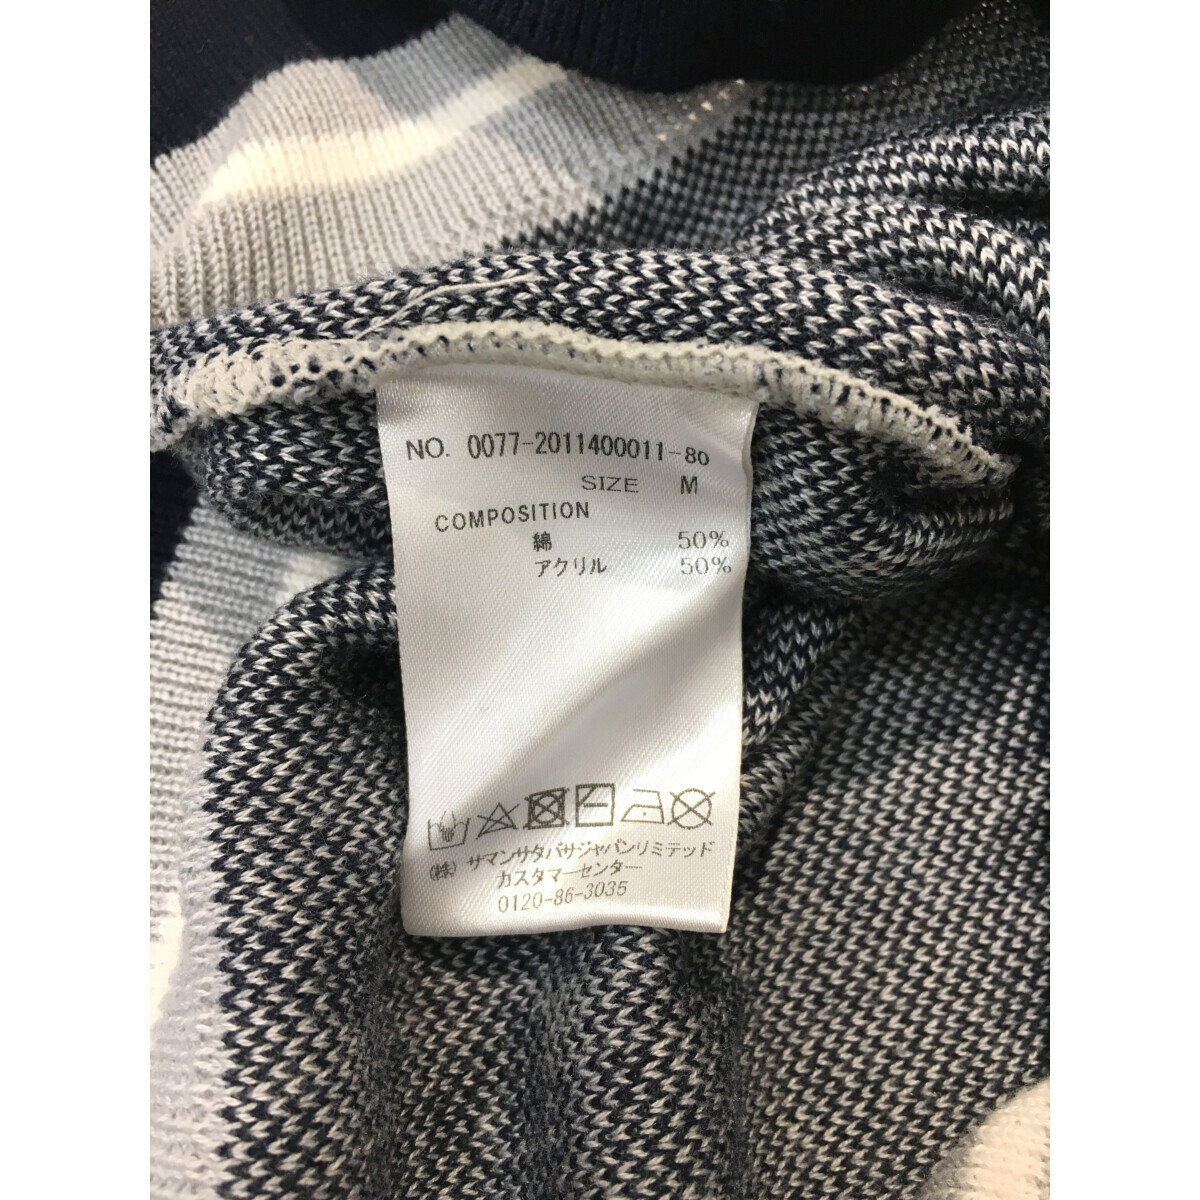 NO. 0077-2011400011-80
SIZE M
COMPOSITION
綿 50%
アクリル 50%
(株) サマンサタバサジャパンリミテッド
カスタマーセンター
0120-86-3035